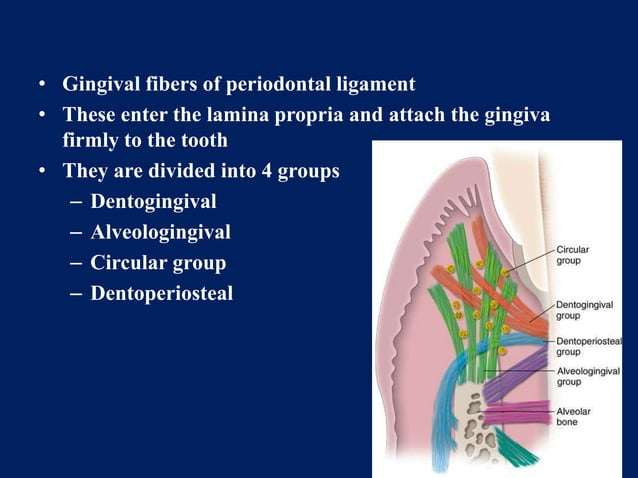 • Gingival fibers of periodontal ligament
• These enter the lamina propria and attach the gingiva
firmly to the tooth
• They are divided into 4 groups
– Dentogingival
– Alveologingival
– Circular group
– Dentoperiosteal
Circular
group
Dentogingival
group
Dentoperiosteal
group
Alveologingival
group
Alveolar
bone